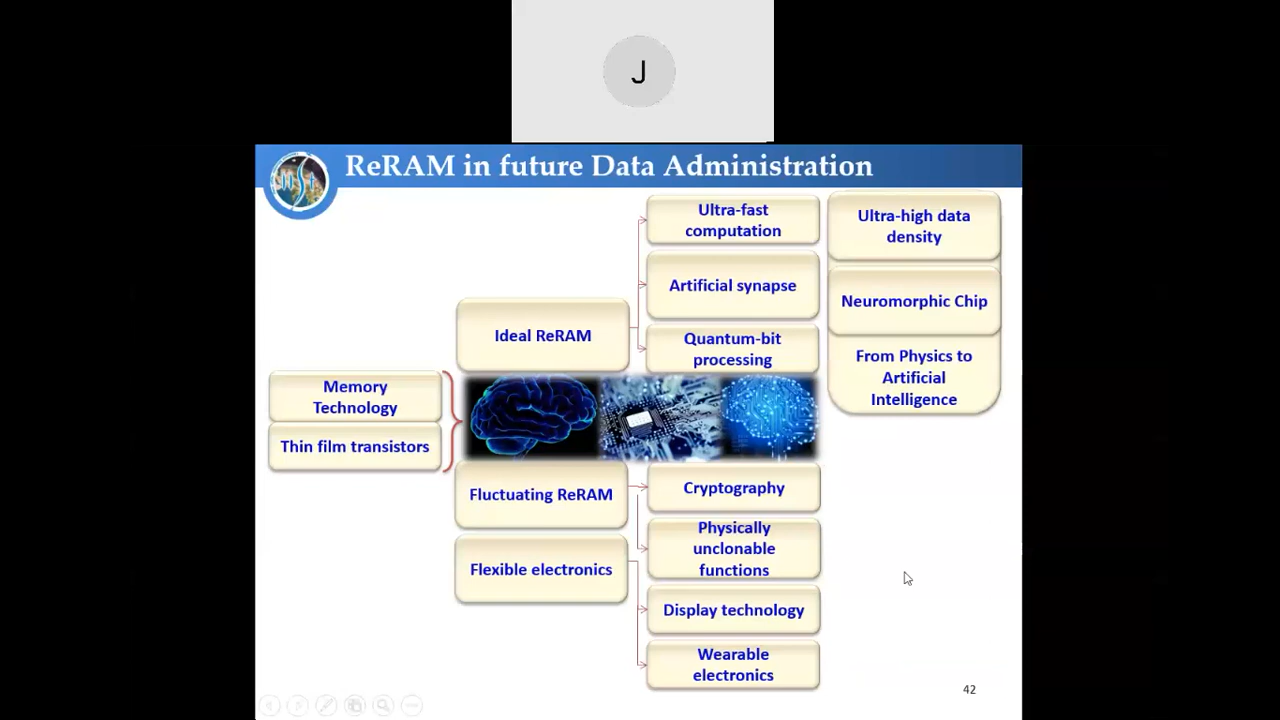 J
ReRAM in future Data Administration
Ultra-fast
computation
Ultra-high data
density
Artificial synapse
Neuromorphic Chip
Ideal ReRAM
Quantum-bit
processing
From Physics to
Artificial
Intelligence
Memory
Technology
Thin film transistors
Fluctuating ReRAM
Cryptography
Physically
unclonable
functions
Flexible electronics
Display technology
Wearable
electronics
42